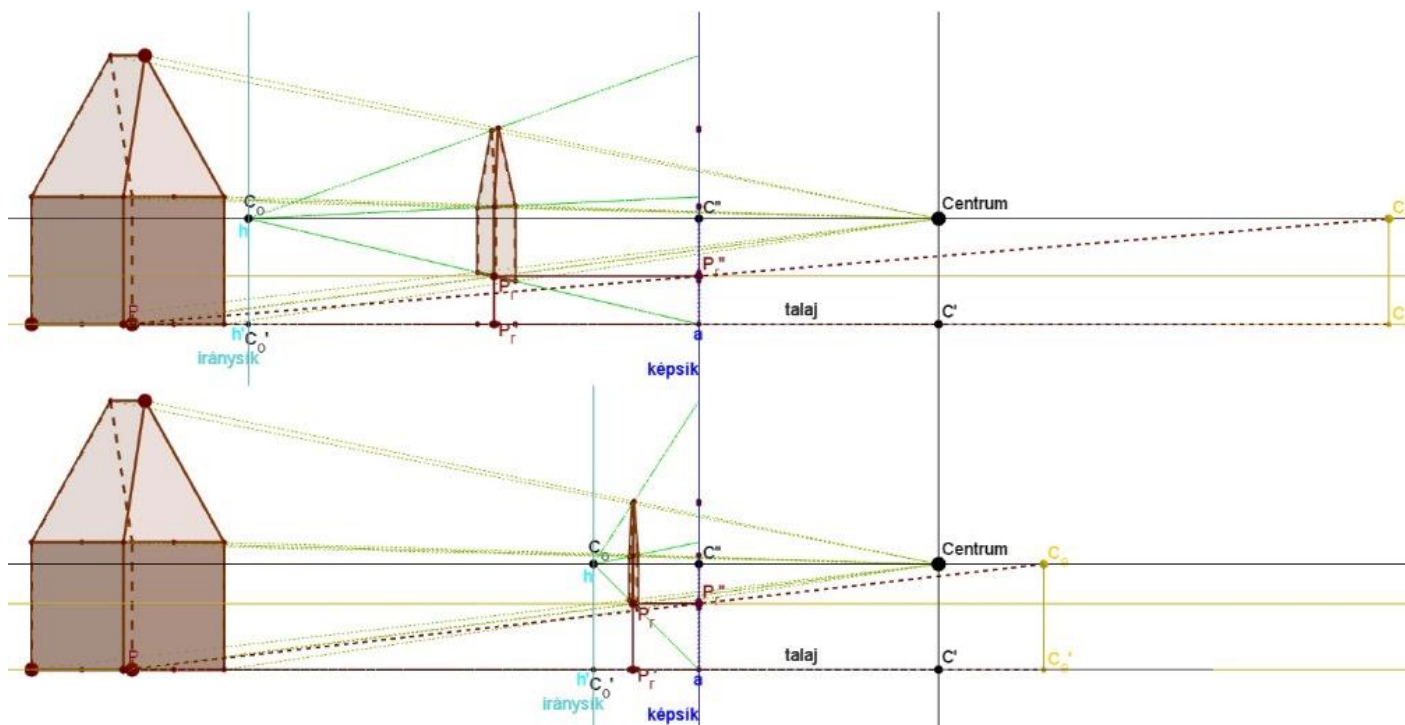 C₀ C" Centrum C
h
P_r P_r"
P talaj
h' C₀' P_r' a C' C
iránysík
képsík
C₀ C" Centrum C₀
h
P_r P_r"
P talaj
h' C₀' P_r a C' C₀'
iránysík
képsík